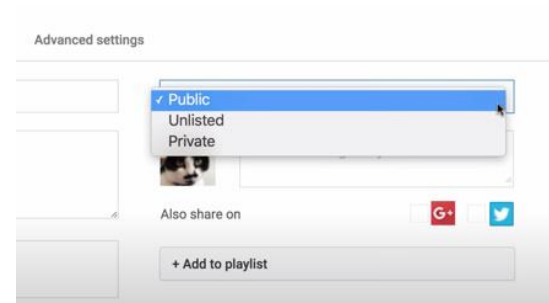 Advanced settings
✓ Public
Unlisted
Private
Also share on
G+
+ Add to playlist